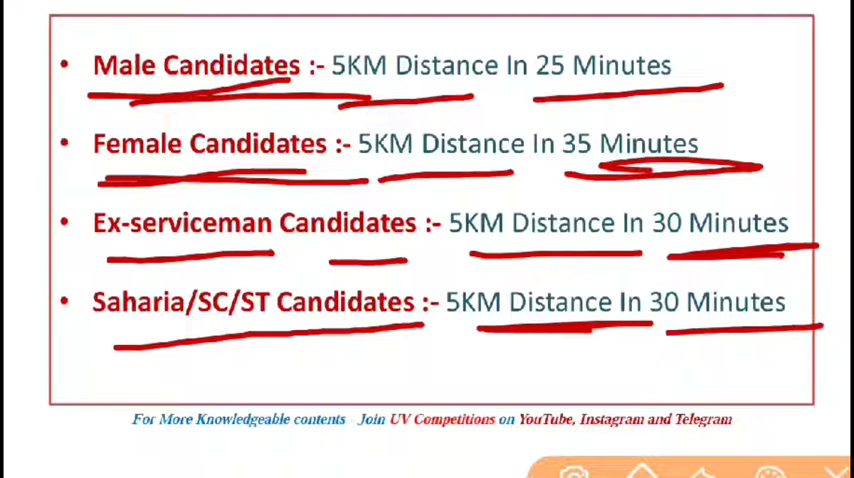 • Male Candidates :- 5KM Distance In 25 Minutes
• Female Candidates :- 5KM Distance In 35 Minutes
• Ex-serviceman Candidates :- 5KM Distance In 30 Minutes
• Saharia/SC/ST Candidates :- 5KM Distance In 30 Minutes
For More Knowledgeable contents - Join UV Competitions on YouTube, Instagram and Telegram